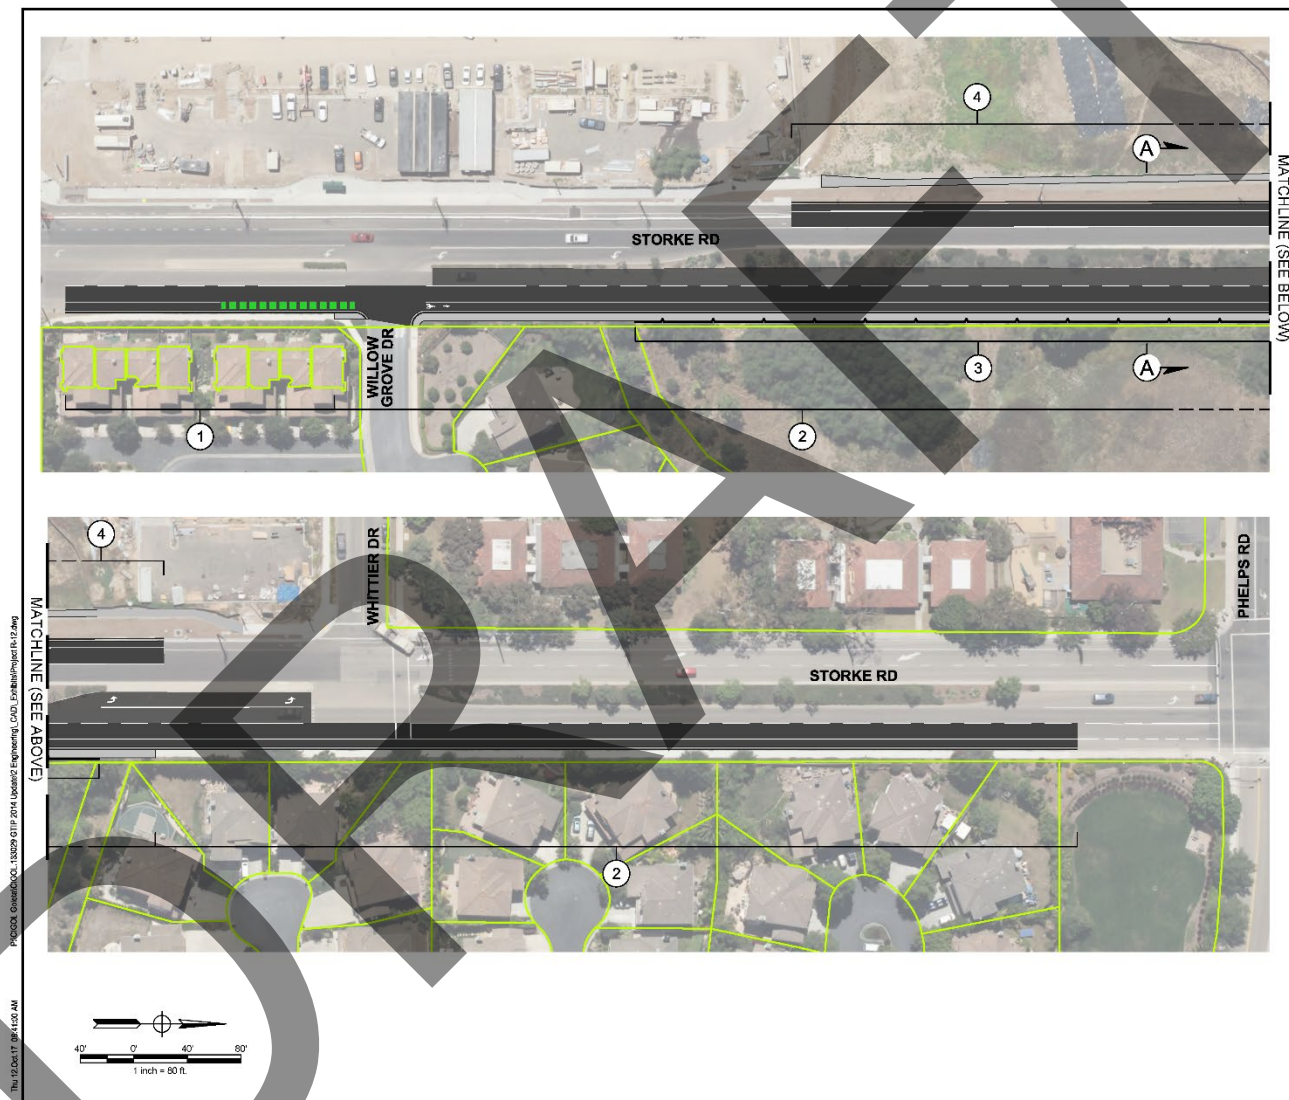 4
A
MATCHLINE (SEE BELOW)
STORKE RD
WILLOW
GROVE DR
3
A
1
2
4
WHITTIER DR
PHELPS RD
MATCHLINE (SEE ABOVE)
STORKE RD
2
40' 0' 40' 80'
1 inch = 80 ft.
DRAFT